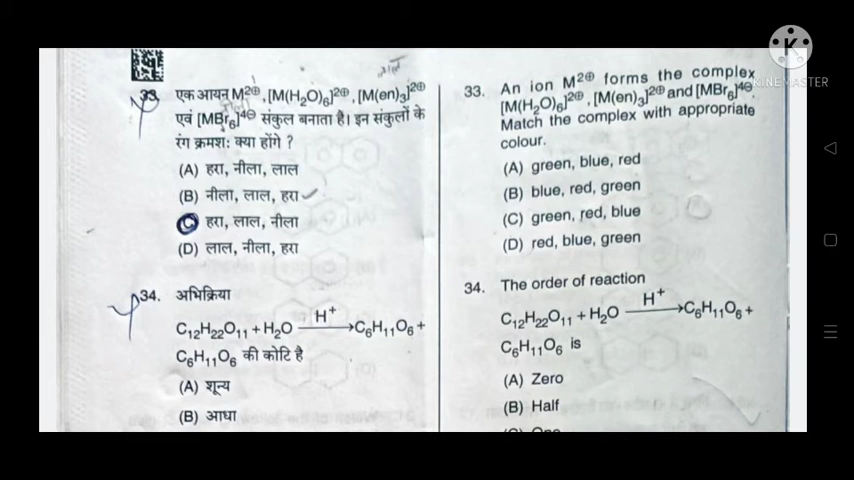 K
KINEMASTER
33. एक आयन M²⊕, [M(H₂O)₆]²⊕, [M(en)₃]²⊕
एवं [MBr₆]⁴⊖ संकुल बनाता है। इन संकुलों के
रंग क्रमशः क्या होंगे ?
(A) हरा, नीला, लाल
(B) नीला, लाल, हरा
(C) हरा, लाल, नीला
(D) लाल, नीला, हरा
34. अभिक्रिया
C₁₂H₂₂O₁₁ + H₂O —H⁺→ C₆H₁₁O₆ +
C₆H₁₁O₆ की कोटि है
(A) शून्य
(B) आधा
33. An ion M²⊕ forms the complex
[M(H₂O)₆]²⊕, [M(en)₃]²⊕ and [MBr₆]⁴⊖.
Match the complex with appropriate
colour.
(A) green, blue, red
(B) blue, red, green
(C) green, red, blue
(D) red, blue, green
34. The order of reaction
C₁₂H₂₂O₁₁ + H₂O —H⁺→ C₆H₁₁O₆ +
C₆H₁₁O₆ is
(A) Zero
(B) Half